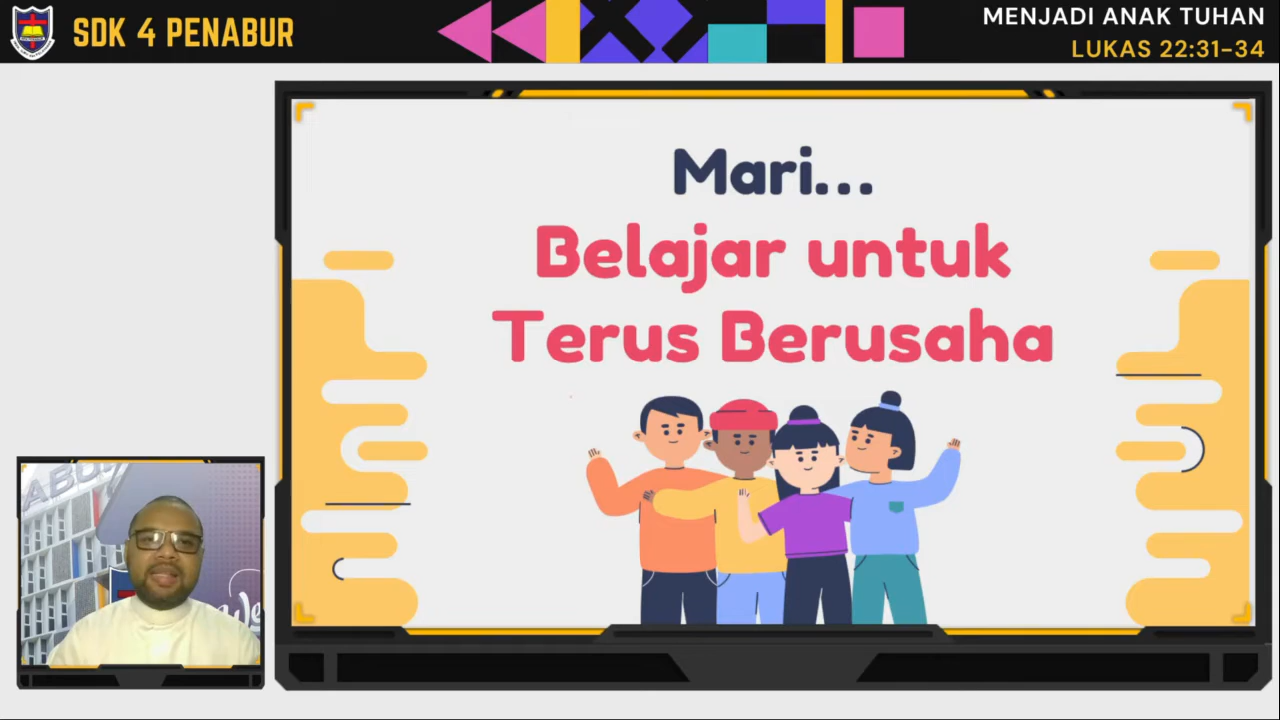 SDK 4 PENABUR
MENJADI ANAK TUHAN
LUKAS 22:31-34
Mari...
Belajar untuk
Terus Berusaha